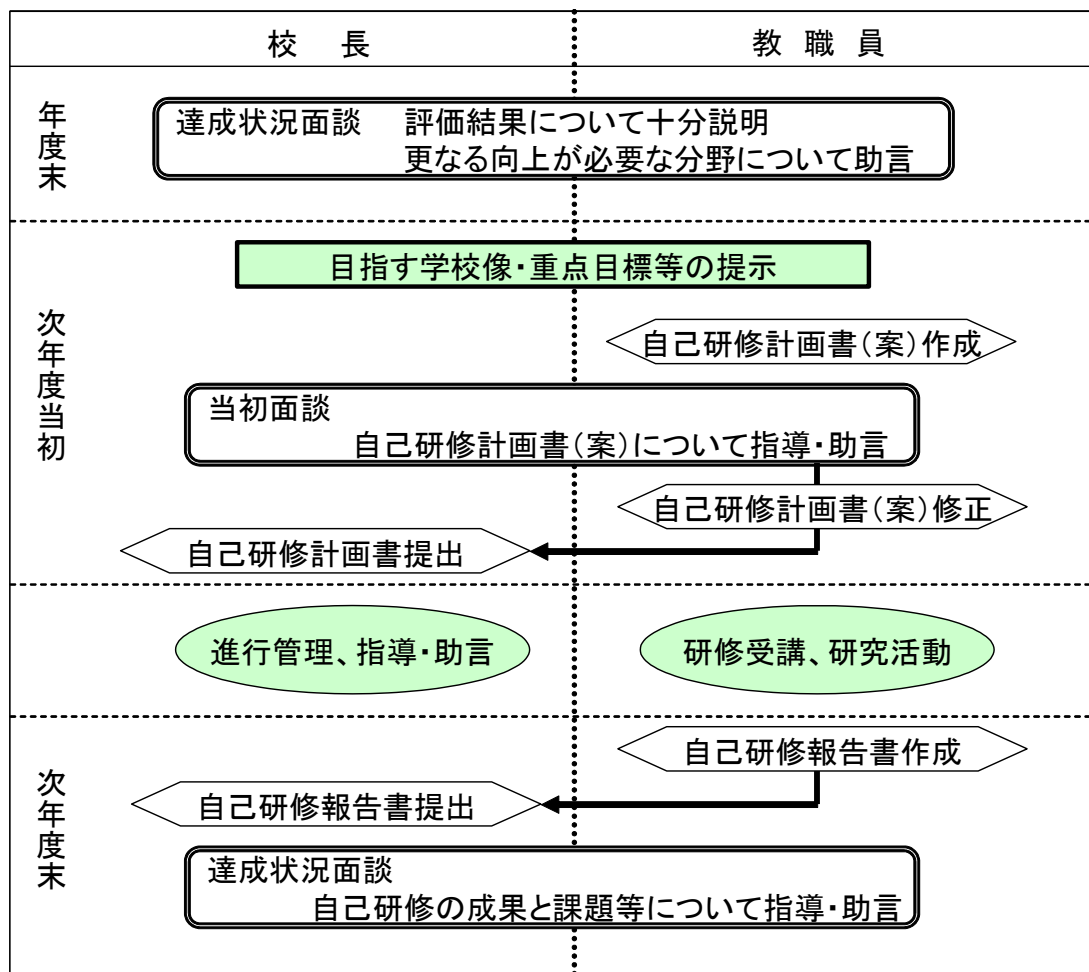 校　長
教 職 員
年度末
達成状況面談　評価結果について十分説明
更なる向上が必要な分野について助言
次年度当初
目指す学校像・重点目標等の提示
自己研修計画書（案）作成
当初面談
自己研修計画書（案）について指導・助言
自己研修計画書（案）修正
自己研修計画書提出
進行管理、指導・助言
研修受講、研究活動
次年度末
自己研修報告書作成
自己研修報告書提出
達成状況面談
自己研修の成果と課題等について指導・助言